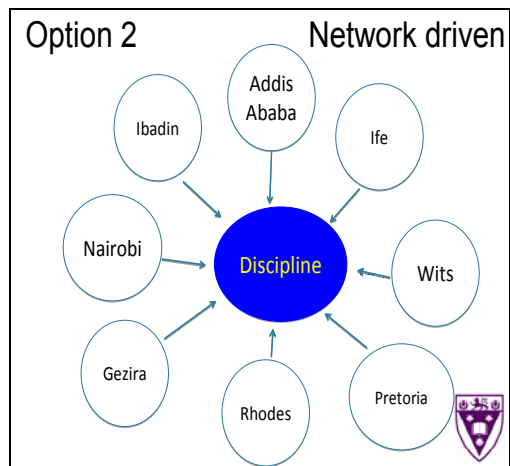 Option 2 Network driven
Addis
Ababa
Ibadin
Ife
Nairobi
Discipline
Wits
Gezira
Rhodes
Pretoria